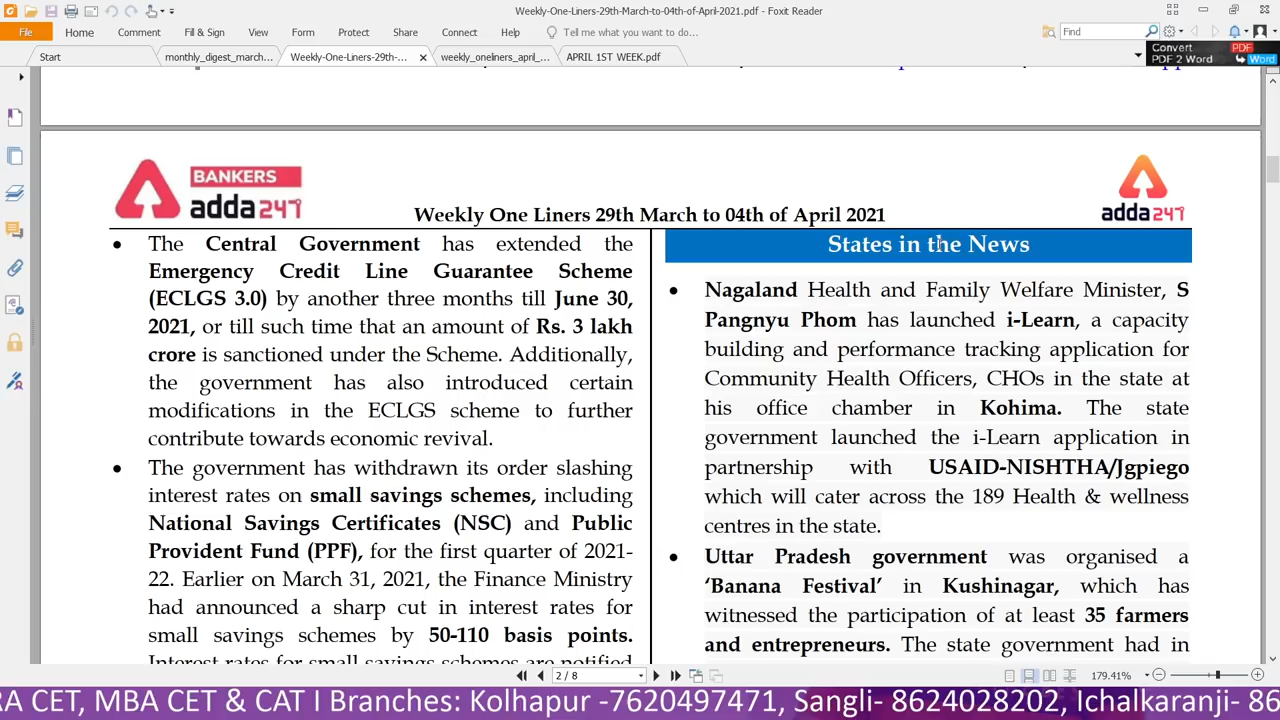 Weekly-One-Liners-29th-March-to-04th-of-April-2021.pdf - Foxit Reader
File Home Comment View Form Protect Share Connect Help Fill & Sign Tell me what you want to do... Find
Start monthly_digest_march... Weekly-One-Liners-29th-... weekly_oneliners_april_... APRIL 1ST WEEK.pdf
Convert PDF
PDF 2 Word Word
BANKERS
adda247
adda247
Weekly One Liners 29th March to 04th of April 2021
• The Central Government has extended the
Emergency Credit Line Guarantee Scheme
(ECLGS 3.0) by another three months till June 30,
2021, or till such time that an amount of Rs. 3 lakh
crore is sanctioned under the Scheme. Additionally,
the government has also introduced certain
modifications in the ECLGS scheme to further
contribute towards economic revival.
• The government has withdrawn its order slashing
interest rates on small savings schemes, including
National Savings Certificates (NSC) and Public
Provident Fund (PPF), for the first quarter of 2021-
22. Earlier on March 31, 2021, the Finance Ministry
had announced a sharp cut in interest rates for
small savings schemes by 50-110 basis points.
Interest rates for small savings schemes are notified
States in the News
• Nagaland Health and Family Welfare Minister, S
Pangnyu Phom has launched i-Learn, a capacity
building and performance tracking application for
Community Health Officers, CHOs in the state at
his office chamber in Kohima. The state
government launched the i-Learn application in
partnership with USAID-NISHTHA/Jgpiego
which will cater across the 189 Health & wellness
centres in the state.
• Uttar Pradesh government was organised a
‘Banana Festival’ in Kushinagar, which has
witnessed the participation of at least 35 farmers
and entrepreneurs. The state government had in
2 / 8
179.41%
RA CET, MBA CET & CAT I Branches: Kolhapur -7620497471, Sangli- 8624028202, Ichalkaranji- 86